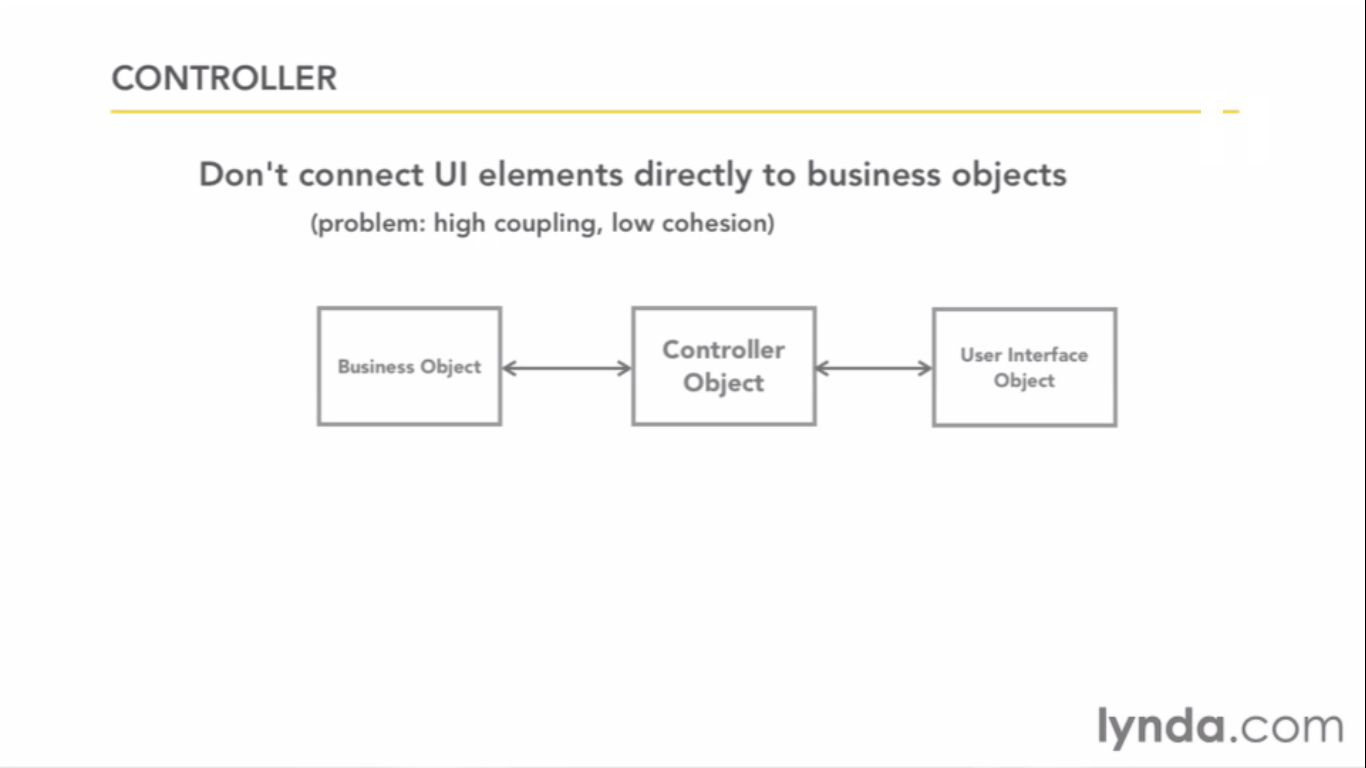 CONTROLLER
Don't connect UI elements directly to business objects
(problem: high coupling, low cohesion)
Business Object
Controller
Object
User Interface
Object
lynda.com